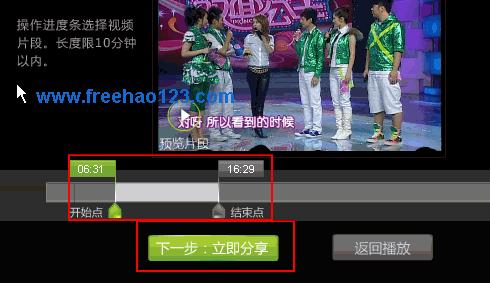 操作进度条选择视频
片段。长度限10分钟
以内。
www.freehao123.com
对呀 所以看到的时候
预览片段
06:31
16:29
开始点
结束点
下一步：立即分享
返回播放